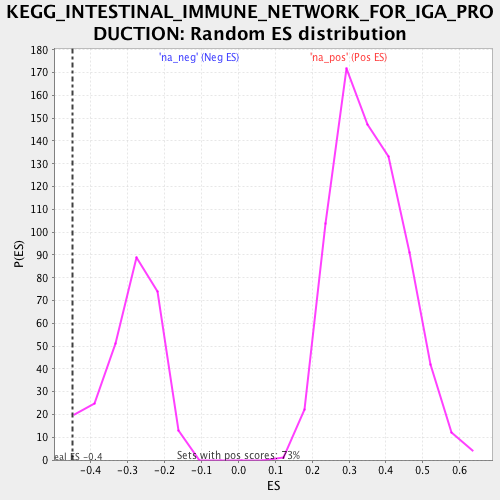 KEGG_INTESTINAL_IMMUNE_NETWORK_FOR_IGA_PRO
DUCTION: Random ES distribution
'na_neg' (Neg ES) 'na_pos' (Pos ES)
180
170
160
150
140
130
120
110
100
90
80
70
60
50
40
30
20
10
0
P(ES)
eal ES -0.4 Sets with pos scores: 73%
-0.4 -0.3 -0.2 -0.1 0.0 0.1 0.2 0.3 0.4 0.5 0.6
ES